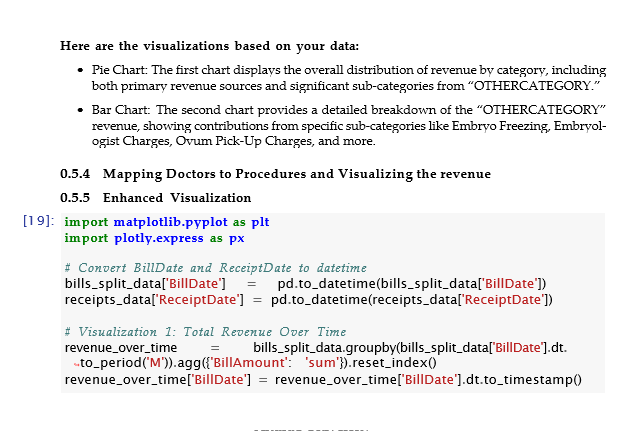 Here are the visualizations based on your data:
• Pie Chart: The first chart displays the overall distribution of revenue by category, including
both primary revenue sources and significant sub-categories from “OTHERCATEGORY.”
• Bar Chart: The second chart provides a detailed breakdown of the “OTHERCATEGORY”
revenue, showing contributions from specific sub-categories like Embryo Freezing, Embryol-
ogist Charges, Ovum Pick-Up Charges, and more.
0.5.4 Mapping Doctors to Procedures and Visualizing the revenue
0.5.5 Enhanced Visualization
[19]: import matplotlib.pyplot as plt
import plotly.express as px
# Convert BillDate and ReceiptDate to datetime
bills_split_data['BillDate'] = pd.to_datetime(bills_split_data['BillDate'])
receipts_data['ReceiptDate'] = pd.to_datetime(receipts_data['ReceiptDate'])
# Visualization 1: Total Revenue Over Time
revenue_over_time = bills_split_data.groupby(bills_split_data['BillDate'].dt.
↪to_period('M')).agg({'BillAmount': 'sum'}).reset_index()
revenue_over_time['BillDate'] = revenue_over_time['BillDate'].dt.to_timestamp()